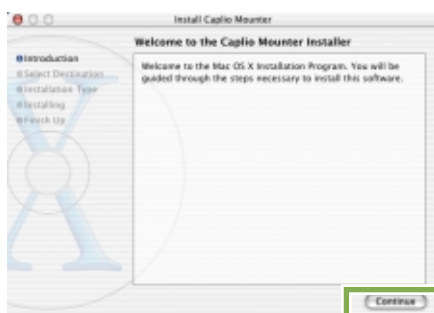 Install Caplio Mounter
Welcome to the Caplio Mounter Installer
Introduction
Select Destination
Installation Type
Installing
Finish Up
Welcome to the Mac OS X Installation Program. You will be
guided through the steps necessary to install this software.
Continue